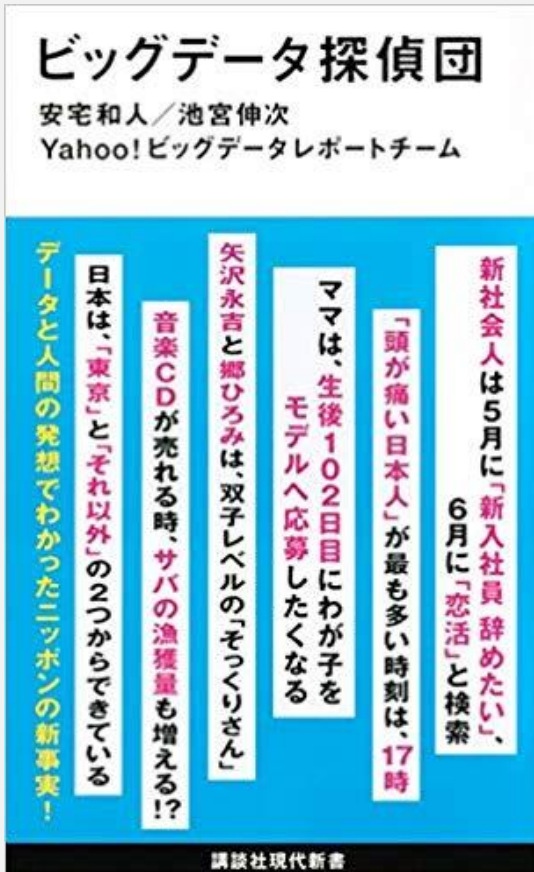 ビッグデータ探偵団
安宅和人／池宮伸次
Yahoo!ビッグデータレポートチーム
新社会人は5月に「新入社員 辞めたい」、
6月に「恋活」と検索
「頭が痛い日本人」が最も多い時刻は、17時
ママは、生後102日目にわが子を
モデルへ応募したくなる
矢沢永吉と郷ひろみは、双子レベルの「そっくりさん」
音楽CDが売れる時、サバの漁獲量も増える!?
日本は、「東京」と「それ以外」の2つからできている
データと人間の発想でわかったニッポンの新事実！
講談社現代新書